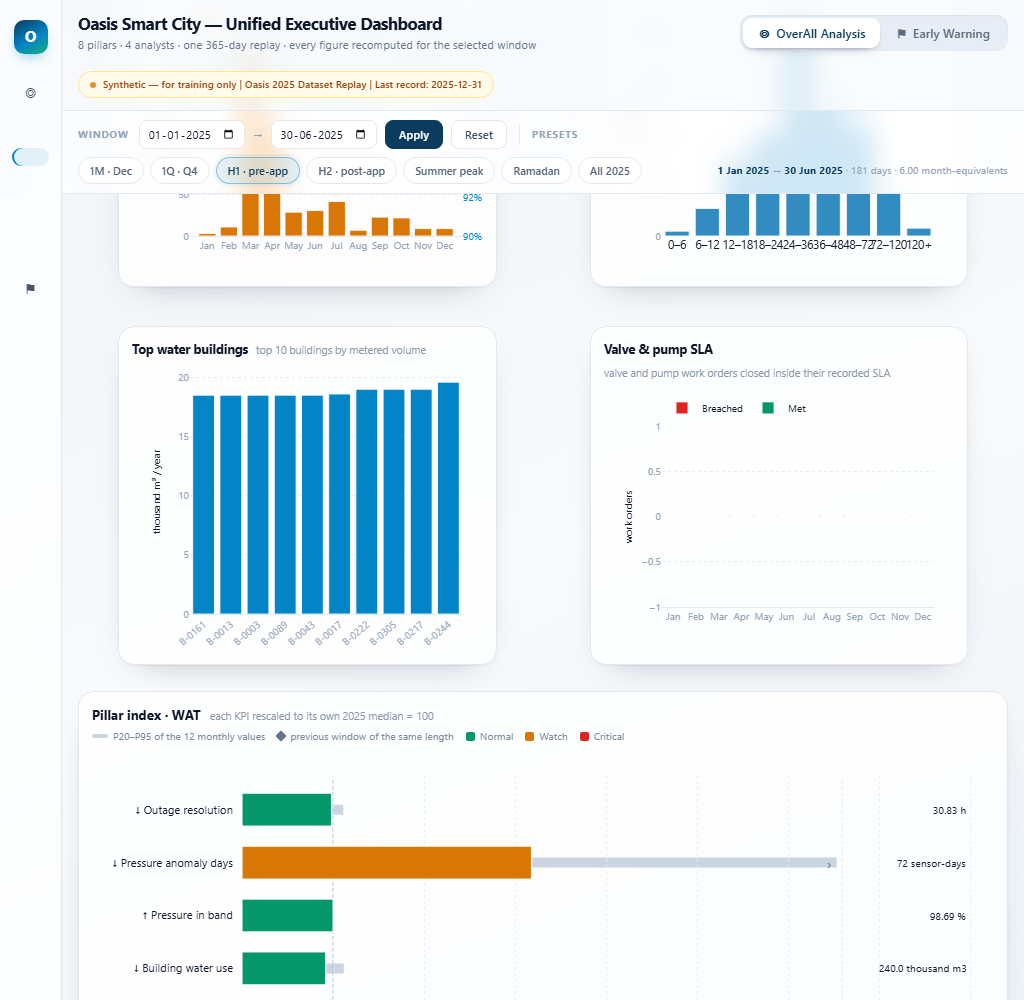 O
Oasis Smart City — Unified Executive Dashboard
8 pillars · 4 analysts · one 365-day replay · every figure recomputed for the selected window
OverAll Analysis
Early Warning
Synthetic — for training only | Oasis 2025 Dataset Replay | Last record: 2025-12-31
WINDOW 01-01-2025 → 30-06-2025 Apply Reset PRESETS
1M · Dec 1Q · Q4 H1 · pre-app H2 · post-app Summer peak Ramadan All 2025
1 Jan 2025 → 30 Jun 2025 · 181 days · 6.00 month-equivalents
50 92%
0 90%
Jan Feb Mar Apr May Jun Jul Aug Sep Oct Nov Dec
0
0–6 6–12 12–18 18–24 24–36 36–48 48–72 72–120 120+
Top water buildings top 10 buildings by metered volume
20
15
10
5
0
thousand m³ / year
B-0161 B-0013 B-0003 B-0089 B-0043 B-0017 B-0222 B-0305 B-0217 B-0244
Valve & pump SLA
valve and pump work orders closed inside their recorded SLA
Breached Met
1
0.5
0
−0.5
−1
work orders
Jan Feb Mar Apr May Jun Jul Aug Sep Oct Nov Dec
Pillar index · WAT each KPI rescaled to its own 2025 median = 100
P20–P95 of the 12 monthly values previous window of the same length Normal Watch Critical
↓ Outage resolution 30.83 h
↓ Pressure anomaly days › 72 sensor-days
↑ Pressure in band 98.69 %
↓ Building water use 240.0 thousand m3